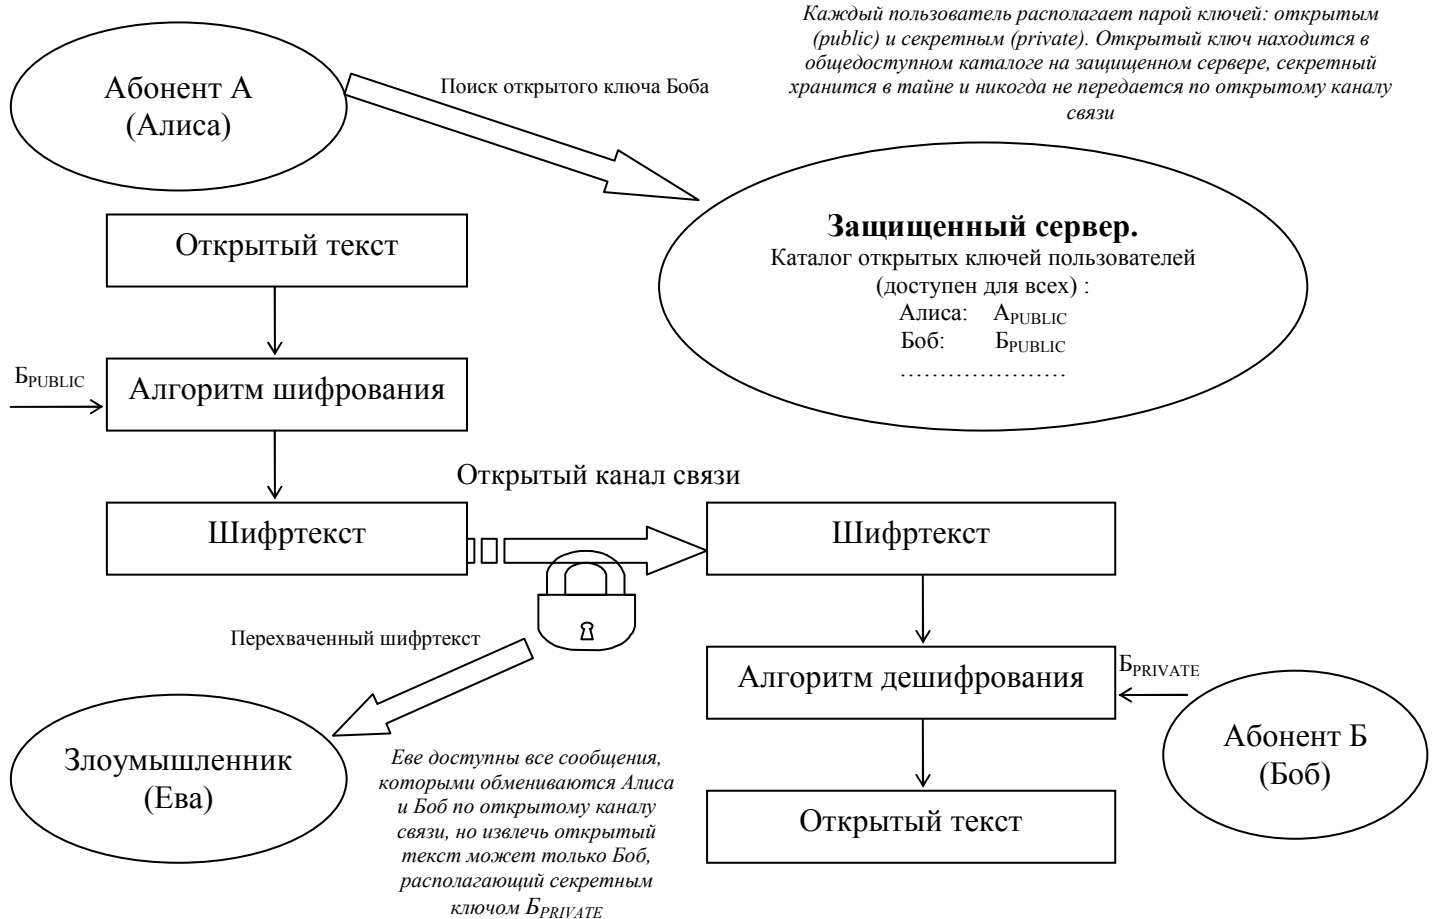 Каждый пользователь располагает парой ключей: открытым
(public) и секретным (private). Открытый ключ находится в
общедоступном каталоге на защищенном сервере, секретный
хранится в тайне и никогда не передается по открытому каналу
связи
Абонент А
(Алиса)
Поиск открытого ключа Боба
Защищенный сервер.
Каталог открытых ключей пользователей
(доступен для всех) :
Алиса: АPUBLIC
Боб: БPUBLIC
…………………
Открытый текст
БPUBLIC
Алгоритм шифрования
Открытый канал связи
Шифртекст
Шифртекст
Перехваченный шифртекст
Алгоритм дешифрования
БPRIVATE
Злоумышленник
(Ева)
Абонент Б
(Боб)
Еве доступны все сообщения,
которыми обмениваются Алиса
и Боб по открытому каналу
связи, но извлечь открытый
текст может только Боб,
располагающий секретным
ключом БPRIVATE
Открытый текст